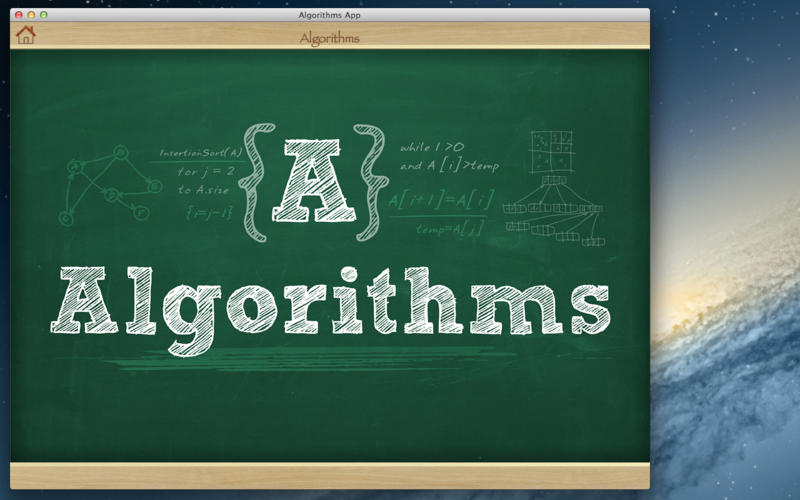 Algorithms App
Algorithms
InsertionSort(A)
for j = 2
to A.size
{i=j-1}
{A}
while I >0
and A[i]>temp
A[i+1]=A[i]
temp=A[j]
A
B
C
D
E
F
Algorithms